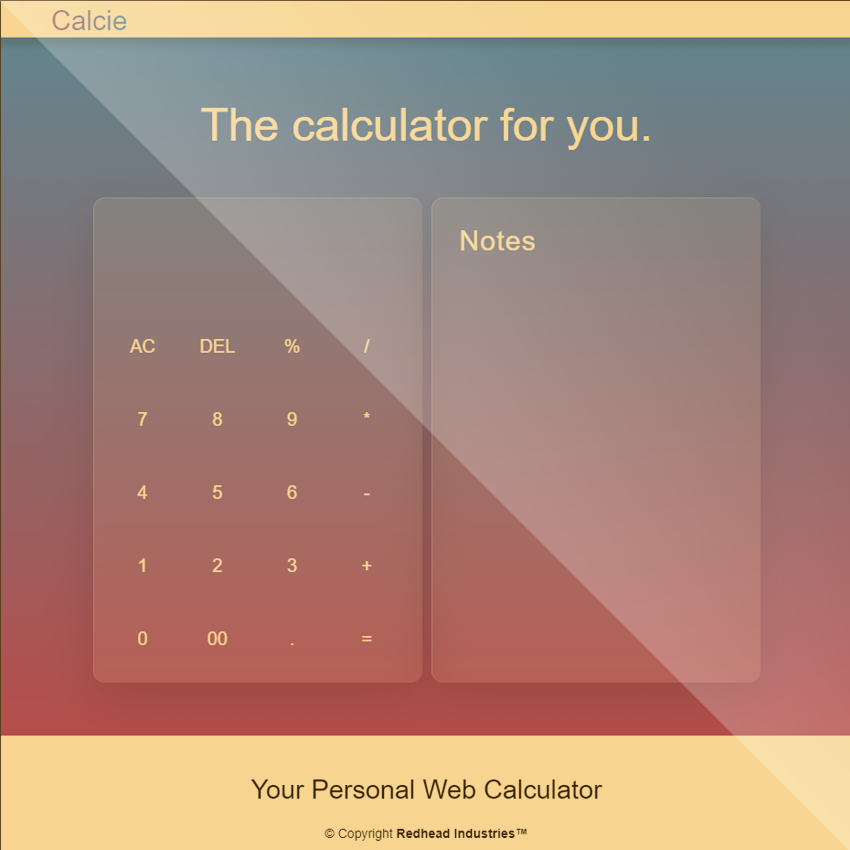 Calcie
The calculator for you.
Notes
AC DEL % /
7 8 9 *
4 5 6 -
1 2 3 +
0 00 . =
Your Personal Web Calculator
© Copyright Redhead Industries™